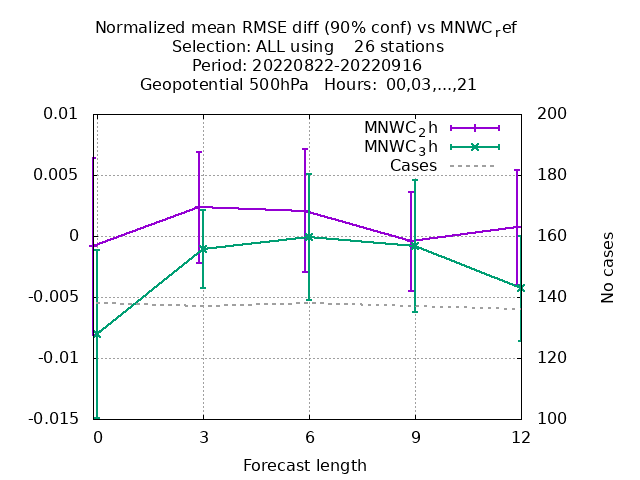 Normalized mean RMSE diff (90% conf) vs MNWC_ref
Selection: ALL using 26 stations
Period: 20220822-20220916
Geopotential 500hPa Hours: 00,03,...,21
0.01
0.005
0
-0.005
-0.01
-0.015
200
180
160
140
120
100
MNWC_2h
MNWC_3h
Cases
No cases
0 3 6 9 12
Forecast length